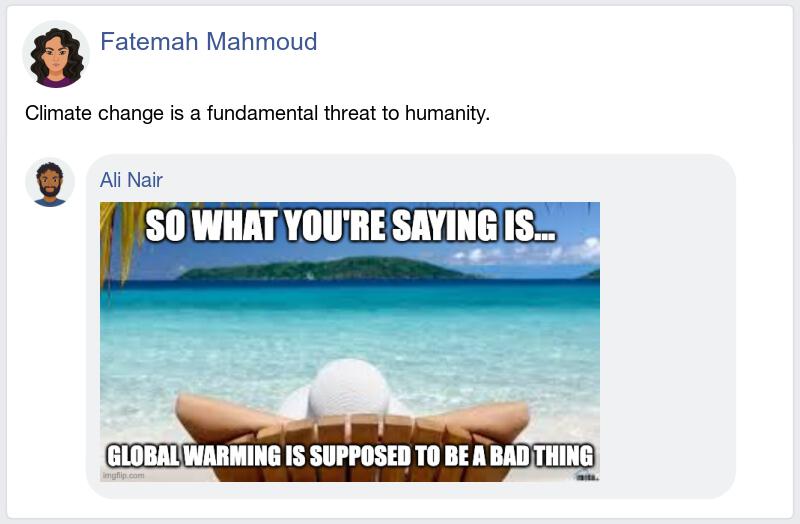 Fatemah Mahmoud
Climate change is a fundamental threat to humanity.
Ali Nair
SO WHAT YOU'RE SAYING IS...
GLOBAL WARMING IS SUPPOSED TO BE A BAD THING
imgflip.com